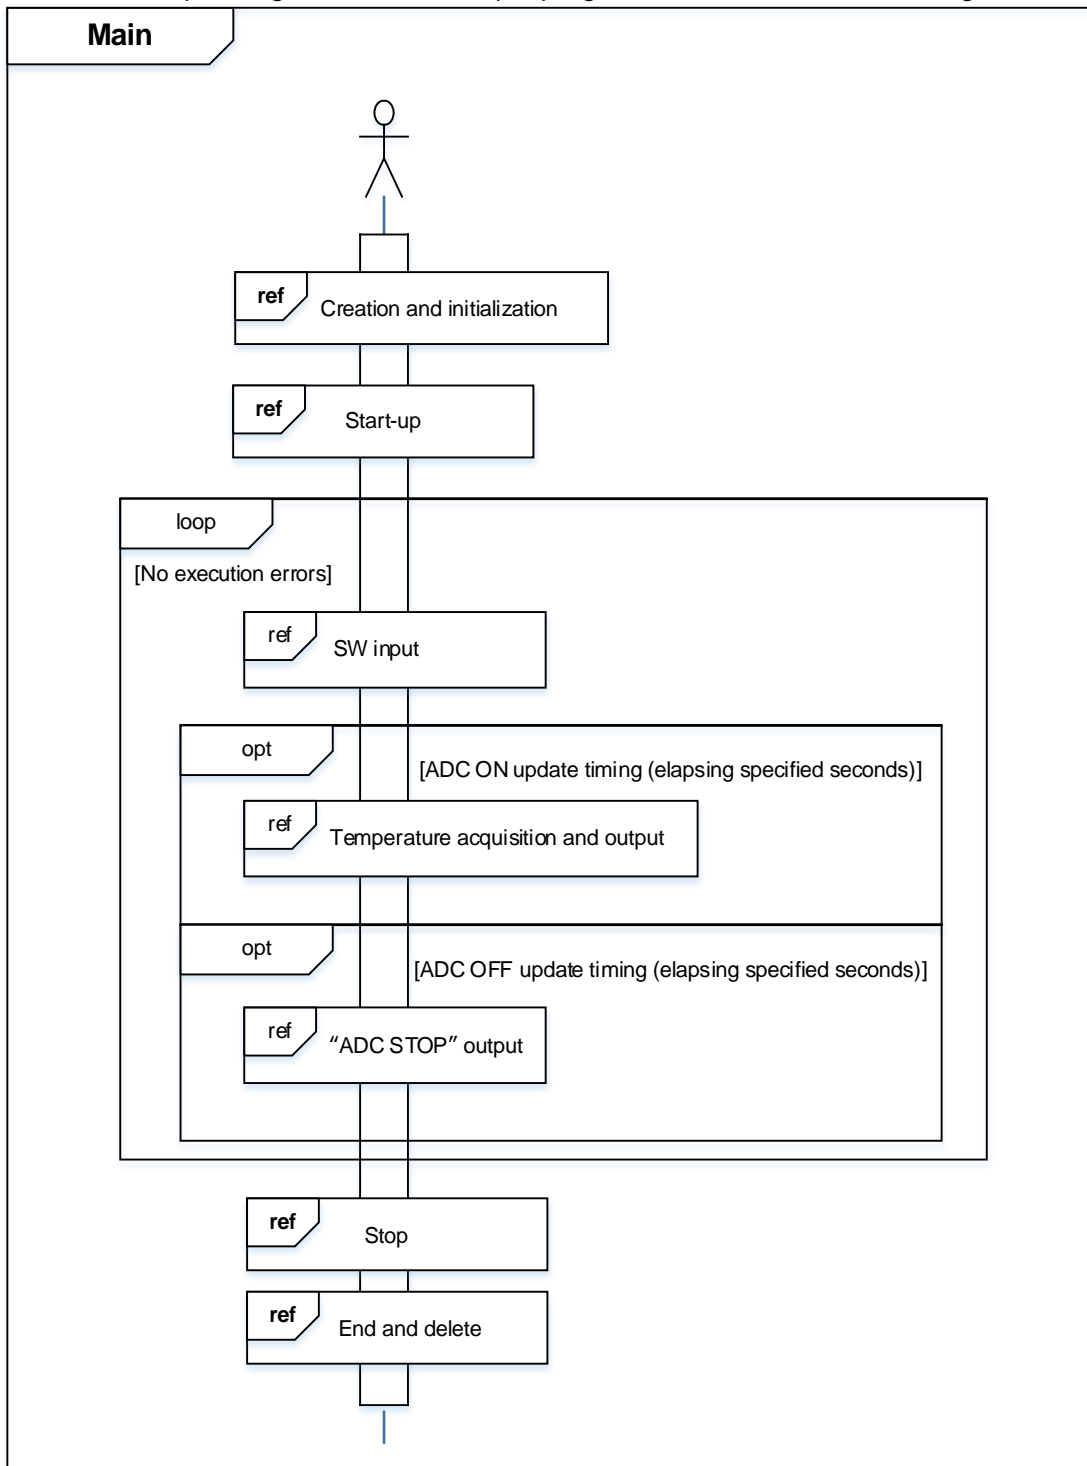 Main
ref
Creation and initialization
ref
Start-up
loop
[No execution errors]
ref
SW input
opt
[ADC ON update timing (elapsing specified seconds)]
ref
Temperature acquisition and output
opt
[ADC OFF update timing (elapsing specified seconds)]
ref
“ADC STOP” output
ref
Stop
ref
End and delete